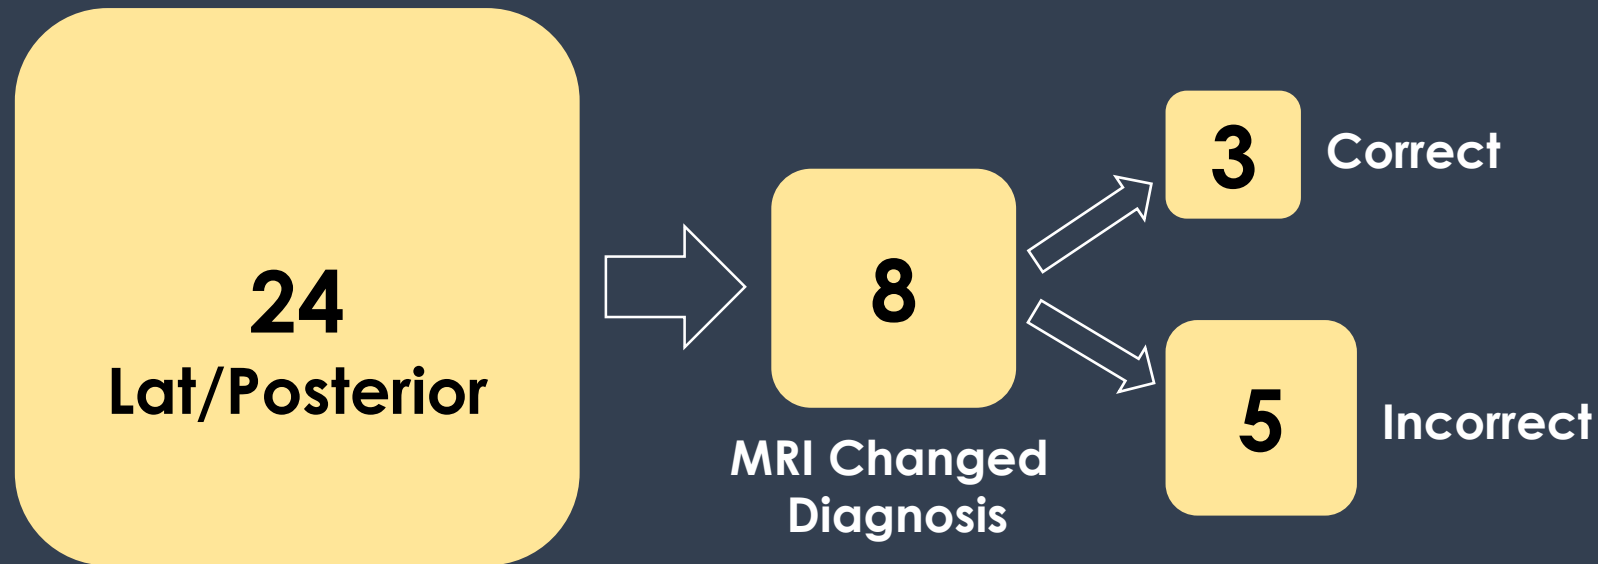 24
Lat/Posterior
8
MRI Changed
Diagnosis
3
Correct
5
Incorrect